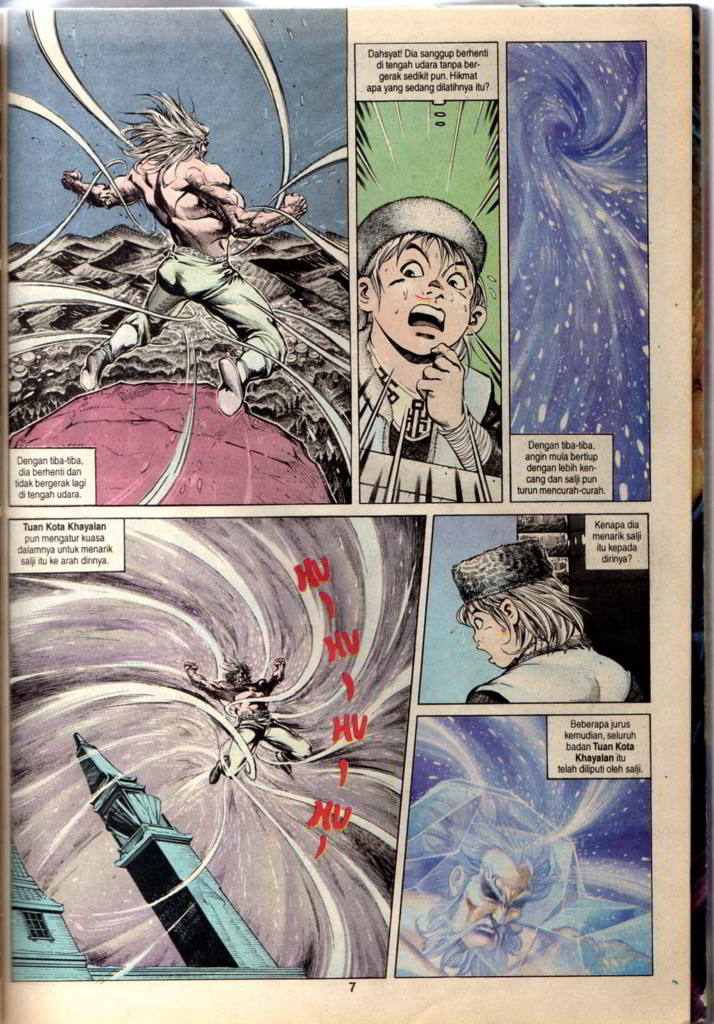 Dengan tiba-tiba,
dia berhenti dan
tidak bergerak lagi
di tengah udara.
Dahsyat! Dia sanggup berhenti
di tengah udara tanpa ber-
gerak sedikit pun. Hikmat
apa yang sedang dilatihnya itu?
Dengan tiba-tiba,
angin mula bertiup
dengan lebih ken-
cang dan salji pun
turun mencurah-curah.
Tuan Kota Khayalan
pun mengatur kuasa
dalamnya untuk menarik
salji itu ke arah dirinya.
HU
,
HU
,
HU
,
HU
,
Kenapa dia
menarik salji
itu kepada
dirinya?
Beberapa jurus
kemudian, seluruh
badan Tuan Kota
Khayalan itu
telah diliputi oleh salji.
7